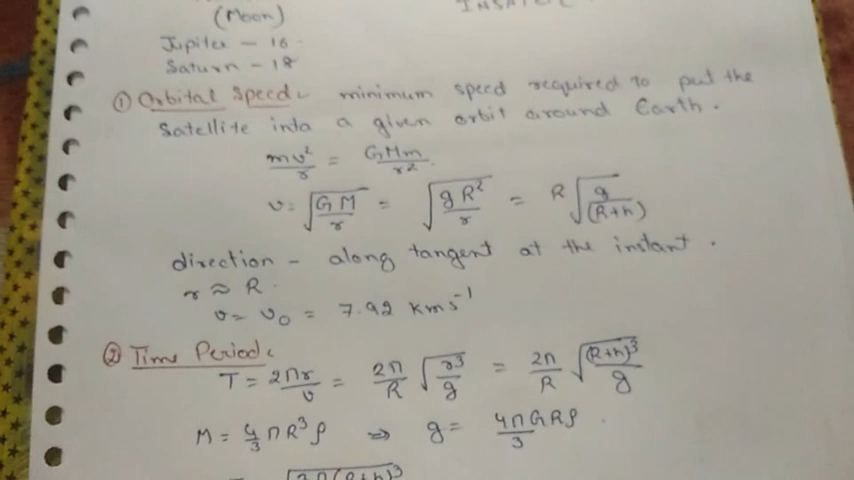 (Moon)
Jupiter - 16
Saturn - 18
① Orbital Speed: minimum speed required to put the
Satellite into a given orbit around Earth.
mv²/r = GMm/r²
v = √(GM/r) = √(gR²/r) = R√(g/(R+h))
direction - along tangent at the instant.
r ≈ R.
v = v₀ = 7.92 kms⁻¹
② Time Period:
T = 2πr/v = 2π/R √(r³/g) = 2π/R √((R+h)³/g)
M = 4/3 πR³ρ ⇒ g = 4πGRρ/3.